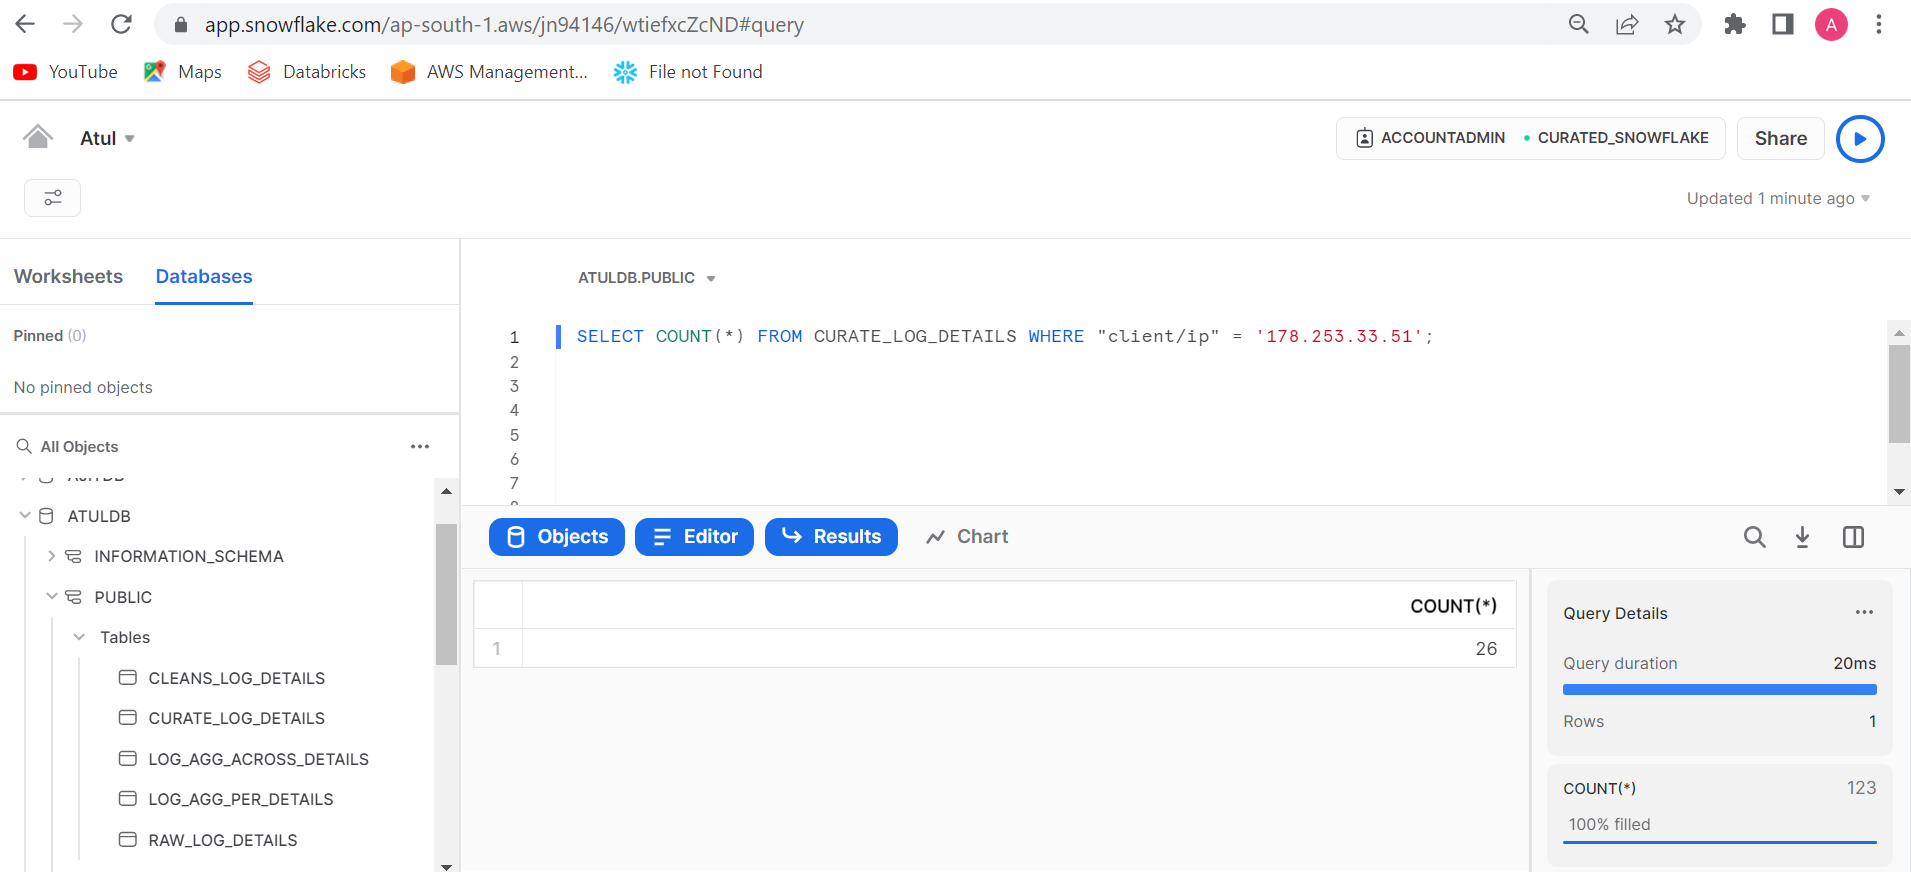 app.snowflake.com/ap-south-1.aws/jn94146/wtiefxcZcND#query
A
YouTube Maps Databricks AWS Management... File not Found
Atul
ACCOUNTADMIN CURATED_SNOWFLAKE
Share
Updated 1 minute ago
Worksheets Databases
Pinned (0)
No pinned objects
All Objects
ATULDB
INFORMATION_SCHEMA
PUBLIC
Tables
CLEANS_LOG_DETAILS
CURATE_LOG_DETAILS
LOG_AGG_ACROSS_DETAILS
LOG_AGG_PER_DETAILS
RAW_LOG_DETAILS
ATULDB.PUBLIC
1 SELECT COUNT(*) FROM CURATE_LOG_DETAILS WHERE "client/ip" = '178.253.33.51';
2
3
4
5
6
7
Objects Editor Results Chart
COUNT(*)
1 26
Query Details
Query duration 20ms
Rows 1
COUNT(*) 123
100% filled